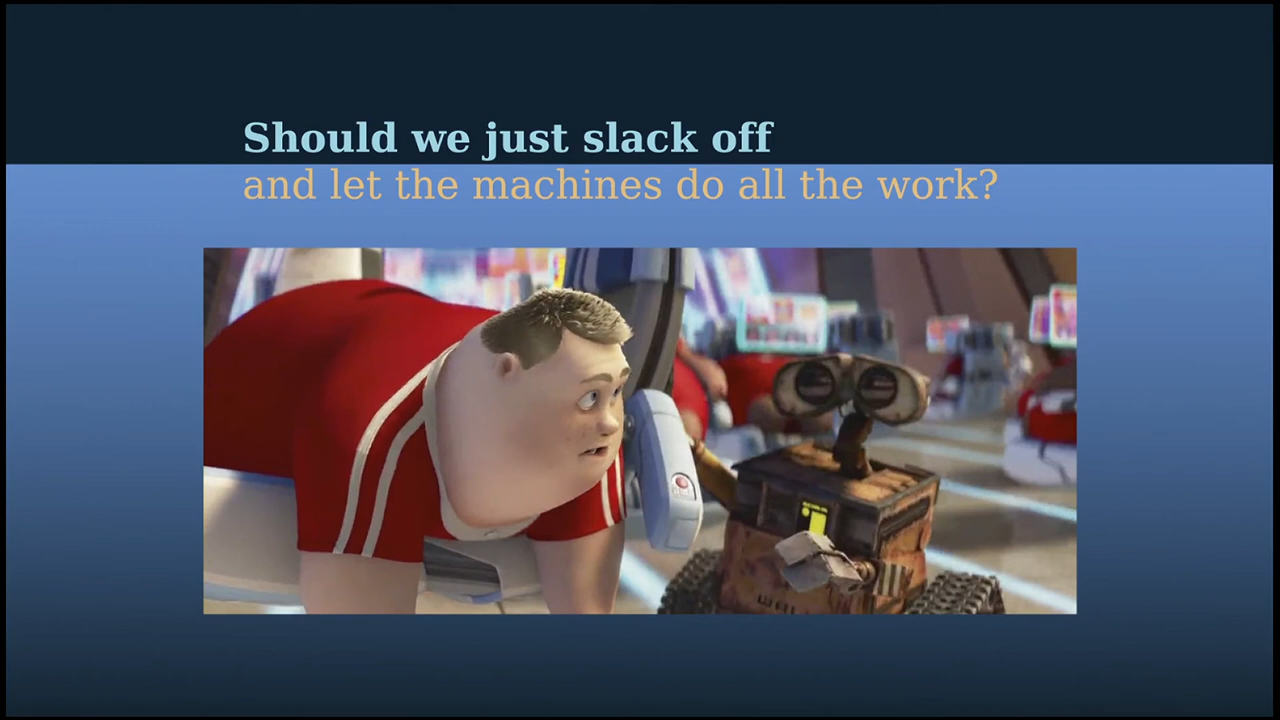 Should we just slack off
and let the machines do all the work?